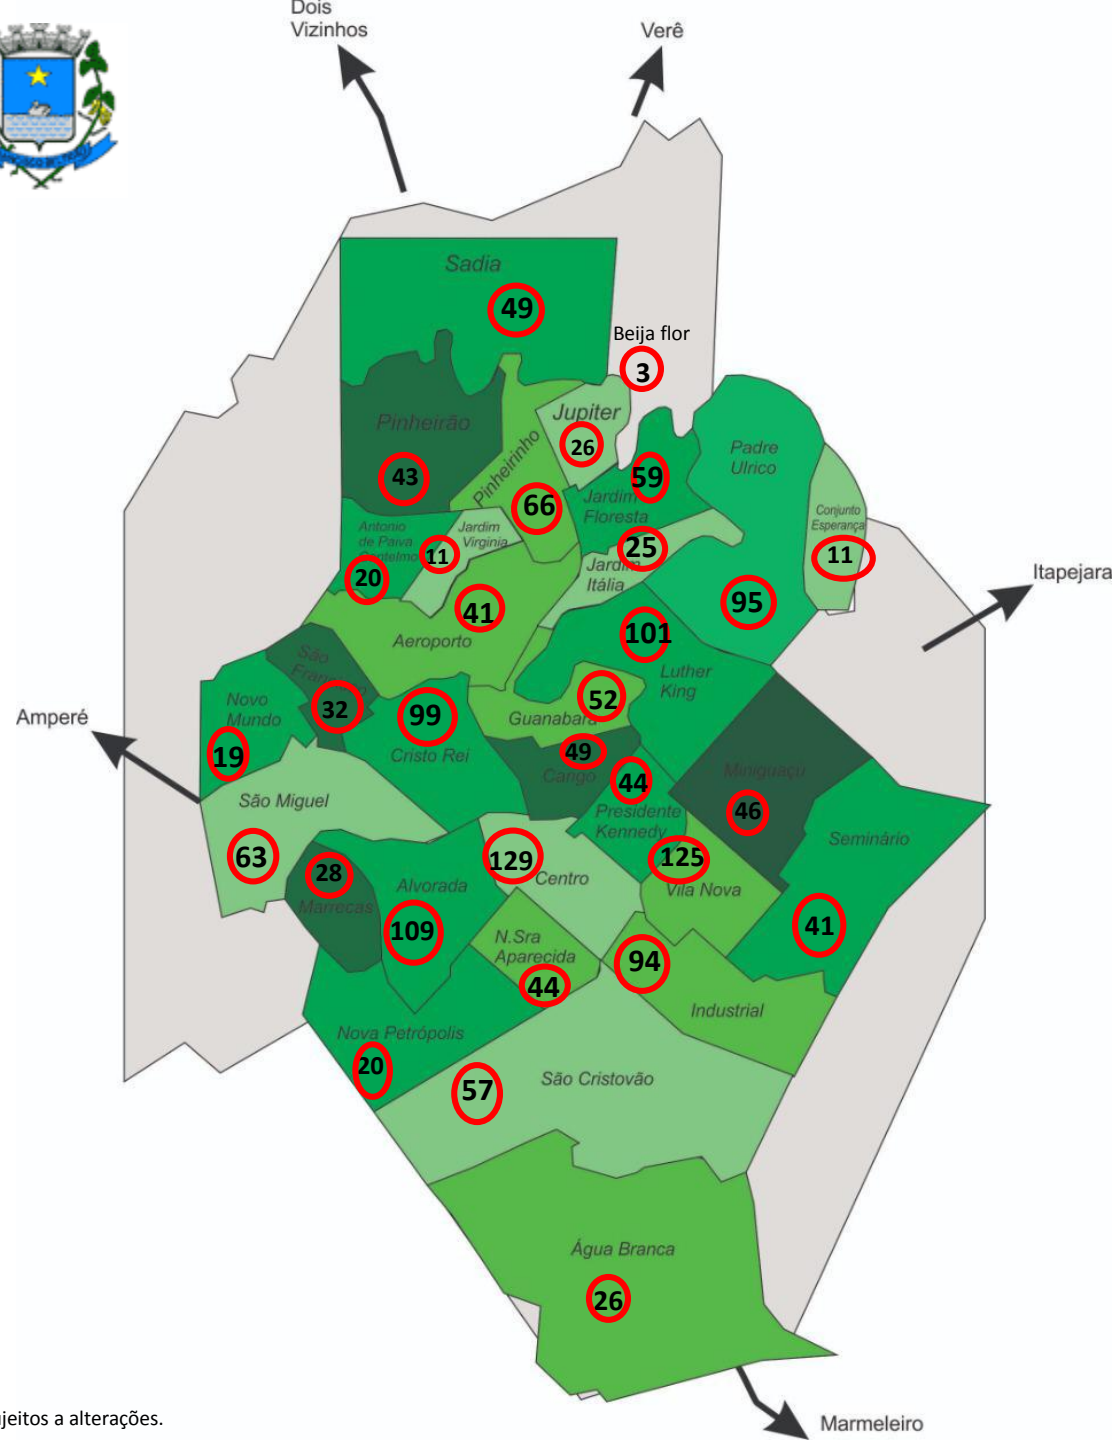 Dois
Vizinhos
Verê
Sadia
49
Beija flor
3
Pinheirão
43
Pinheirinho
66
Jupiter
26
59
Jardim
Floresta
Padre
Ulrico
95
Conjunto
Esperança
11
Antonio
de Paiva
Cantelmo
20
Jardim
Virginia
11
25
Jardim
Itália
Itapejara
41
Aeroporto
101
Luther
King
São
Francisco
32
Novo
Mundo
19
99
Cristo Rei
52
Guanabara
Amperé
49
Cango
44
Presidente
Kennedy
Miniguaçu
46
São Miguel
63
Seminário
41
28
Marrecas
Alvorada
109
129
Centro
125
Vila Nova
N.Sra
Aparecida
44
94
Industrial
Nova Petrópolis
20
57
São Cristovão
Água Branca
26
jeitos a alterações.
Marmeleiro